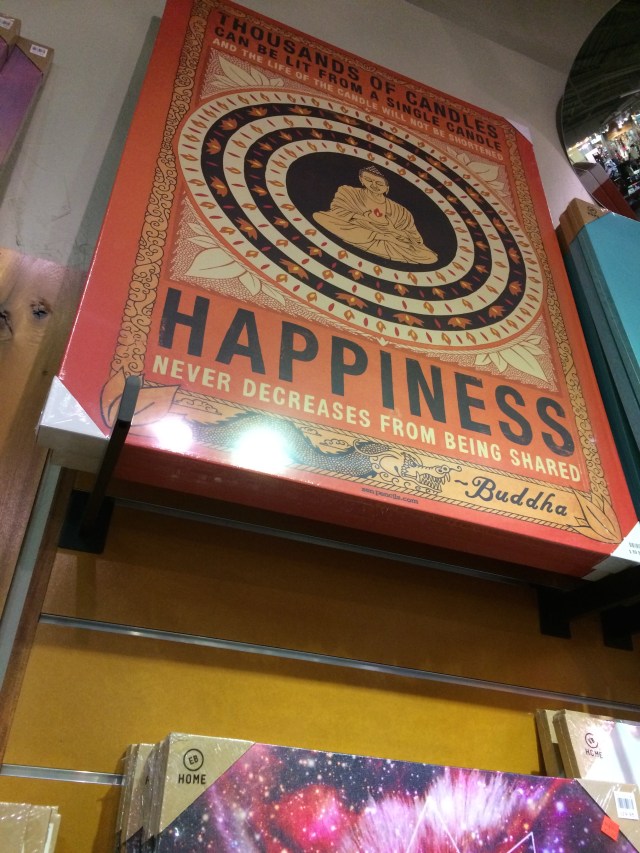 THOUSANDS OF CANDLES
CAN BE LIT FROM A SINGLE CANDLE
AND THE LIFE OF THE CANDLE WILL NOT BE SHORTENED
HAPPINESS
NEVER DECREASES FROM BEING SHARED
~Buddha
EB
HOME
HOME